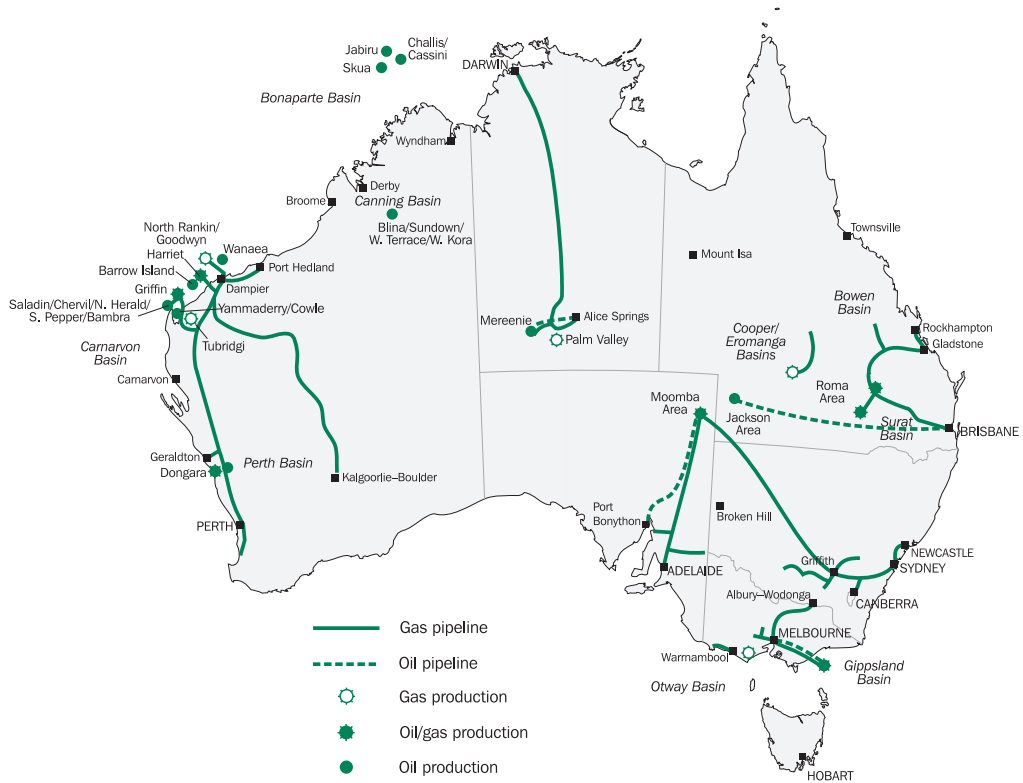 Jabiru
Challis/
Cassini
Skua
DARWIN
Bonaparte Basin
Wyndham
Derby
Canning Basin
Broome
Blina/Sundown/
W. Terrace/W. Kora
North Rankin/
Goodwyn
Wanaea
Harriet
Port Hedland
Barrow Island
Dampier
Griffin
Saladin/Chervil/N. Herald/
S. Pepper/Bambra
Yammaderry/Cowle
Tubridgi
Carnarvon
Basin
Carnarvon
Townsville
Mount Isa
Mereenie
Alice Springs
Palm Valley
Cooper/
Eromanga
Basins
Bowen
Basin
Rockhampton
Gladstone
Roma
Area
Moomba
Area
Jackson
Area
Surat
Basin
BRISBANE
Geraldton
Dongara
Perth Basin
Kalgoorlie–Boulder
PERTH
Port
Bonython
Broken Hill
ADELAIDE
Griffith
NEWCASTLE
SYDNEY
CANBERRA
Albury–Wodonga
MELBOURNE
Warnambool
Otway Basin
Gippsland
Basin
HOBART
Gas pipeline
Oil pipeline
Gas production
Oil/gas production
Oil production